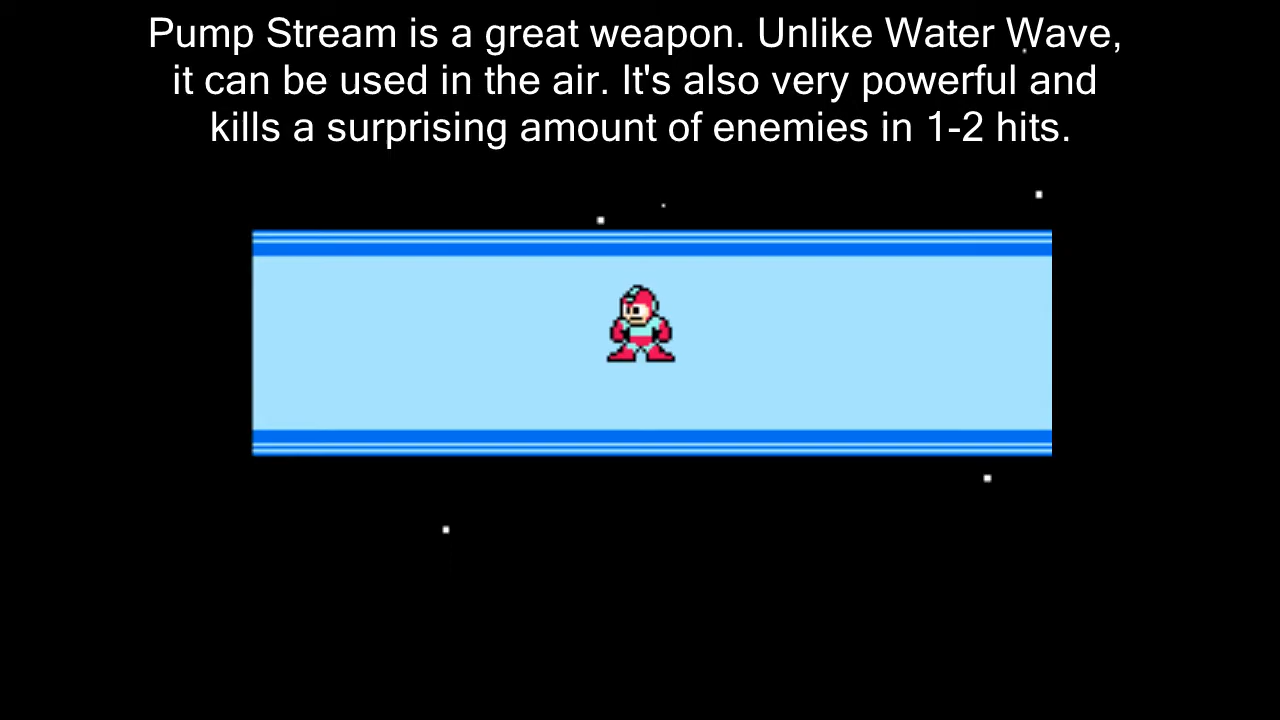 Pump Stream is a great weapon. Unlike Water Wave,
it can be used in the air. It's also very powerful and
kills a surprising amount of enemies in 1-2 hits.